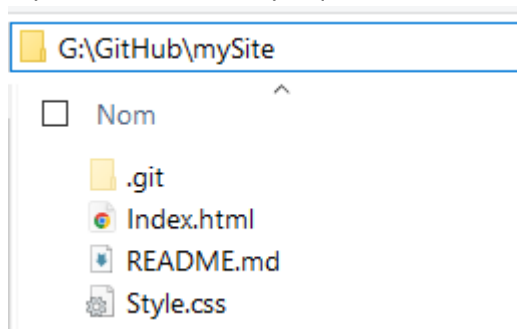 G:\GitHub\mySite
Nom
.git
Index.html
README.md
Style.css